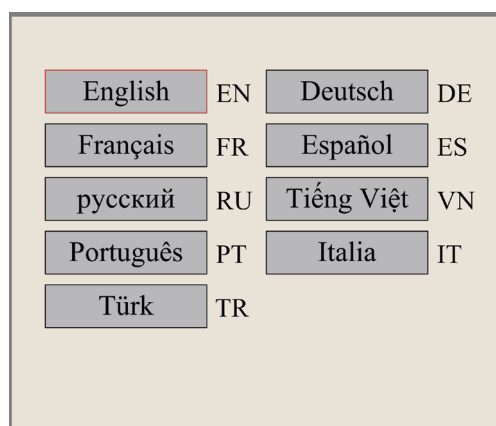 English EN Deutsch DE
Français FR Español ES
русский RU Tiếng Việt VN
Português PT Italia IT
Türk TR